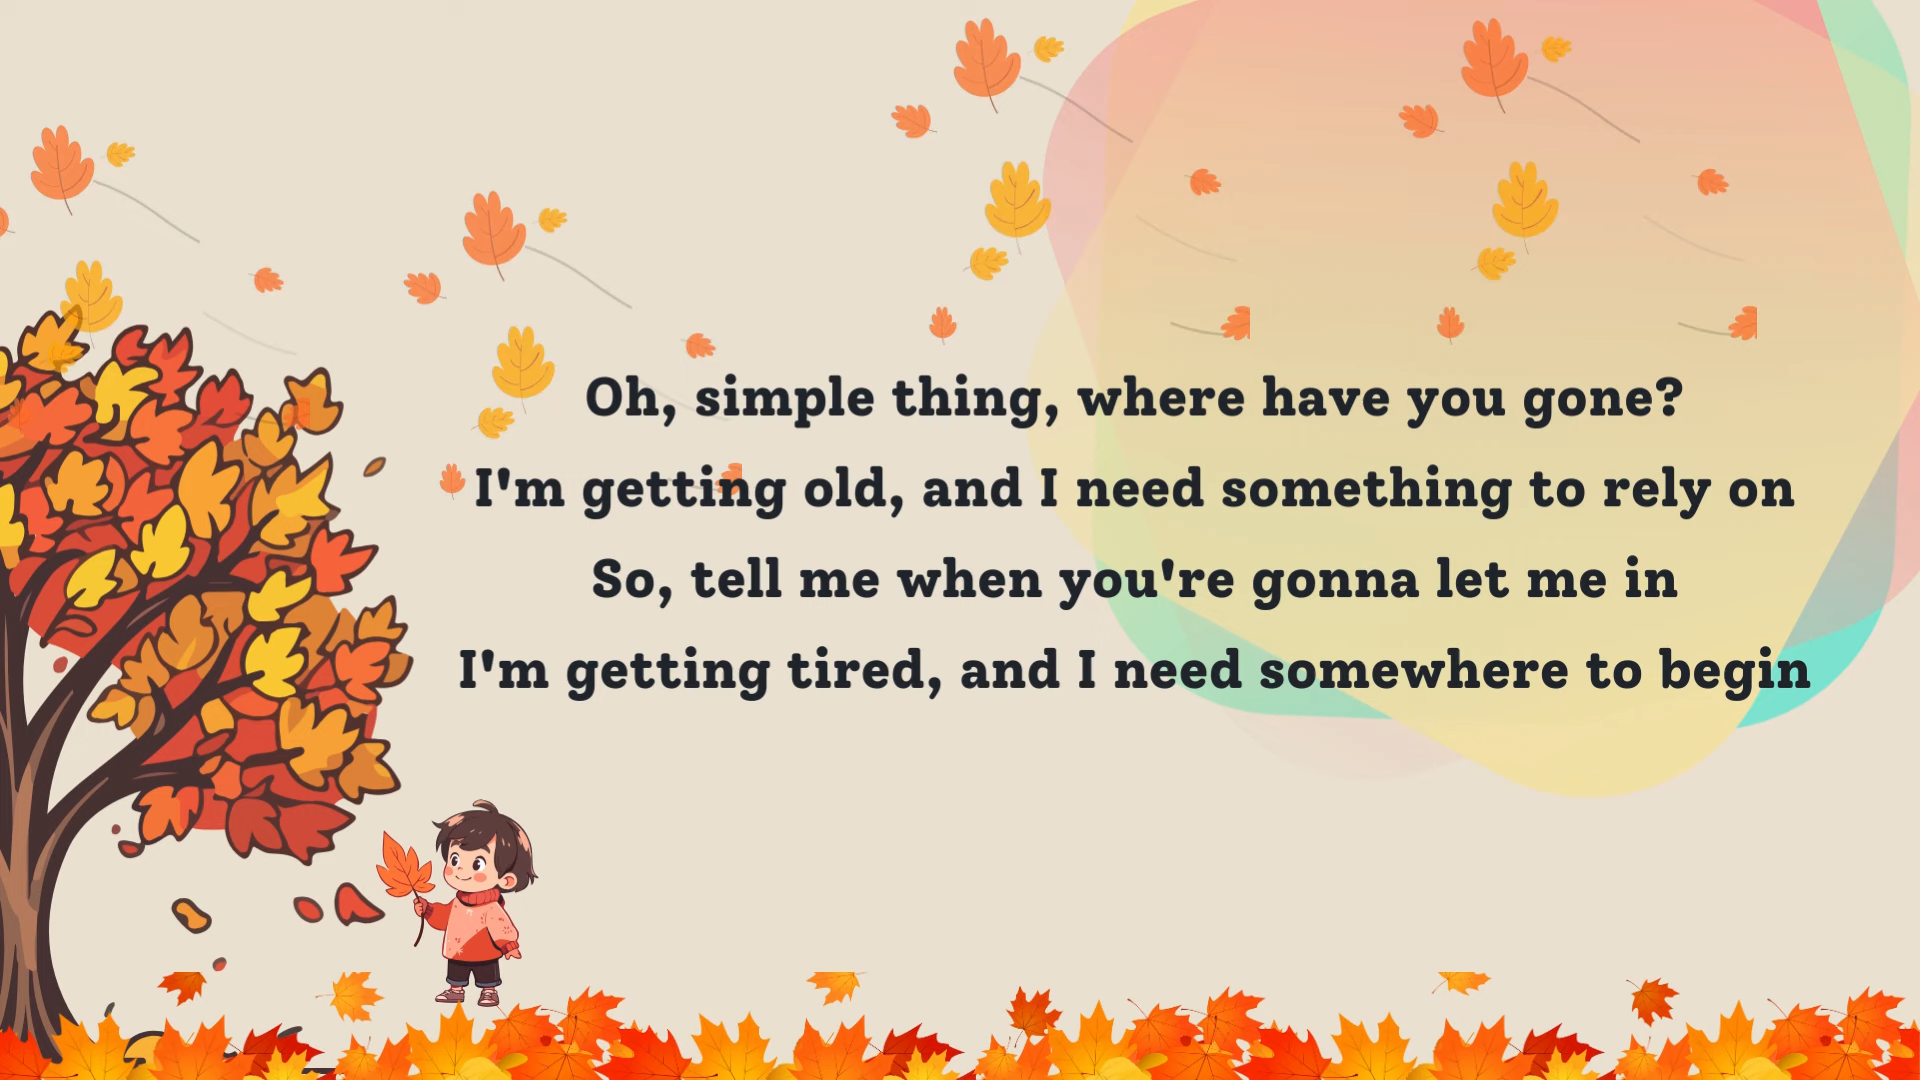 Oh, simple thing, where have you gone?
I'm getting old, and I need something to rely on
So, tell me when you're gonna let me in
I'm getting tired, and I need somewhere to begin